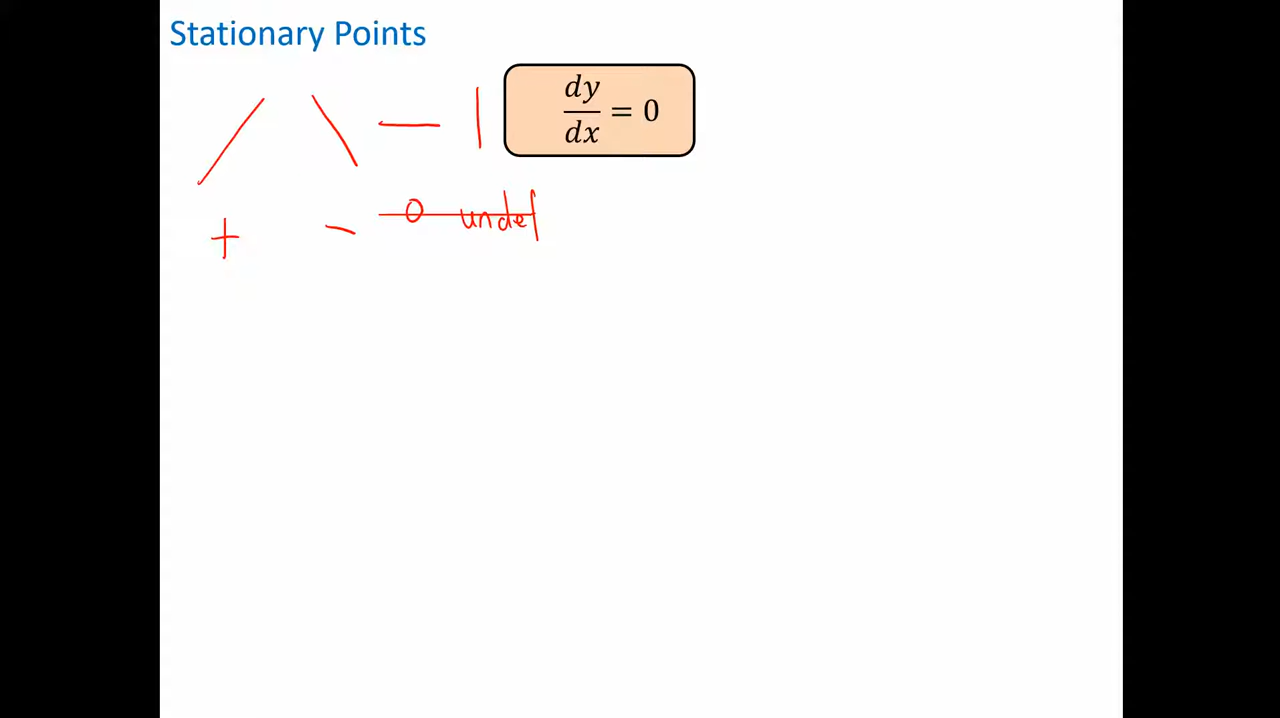 Stationary Points
dy/dx = 0
+ − 0 undef